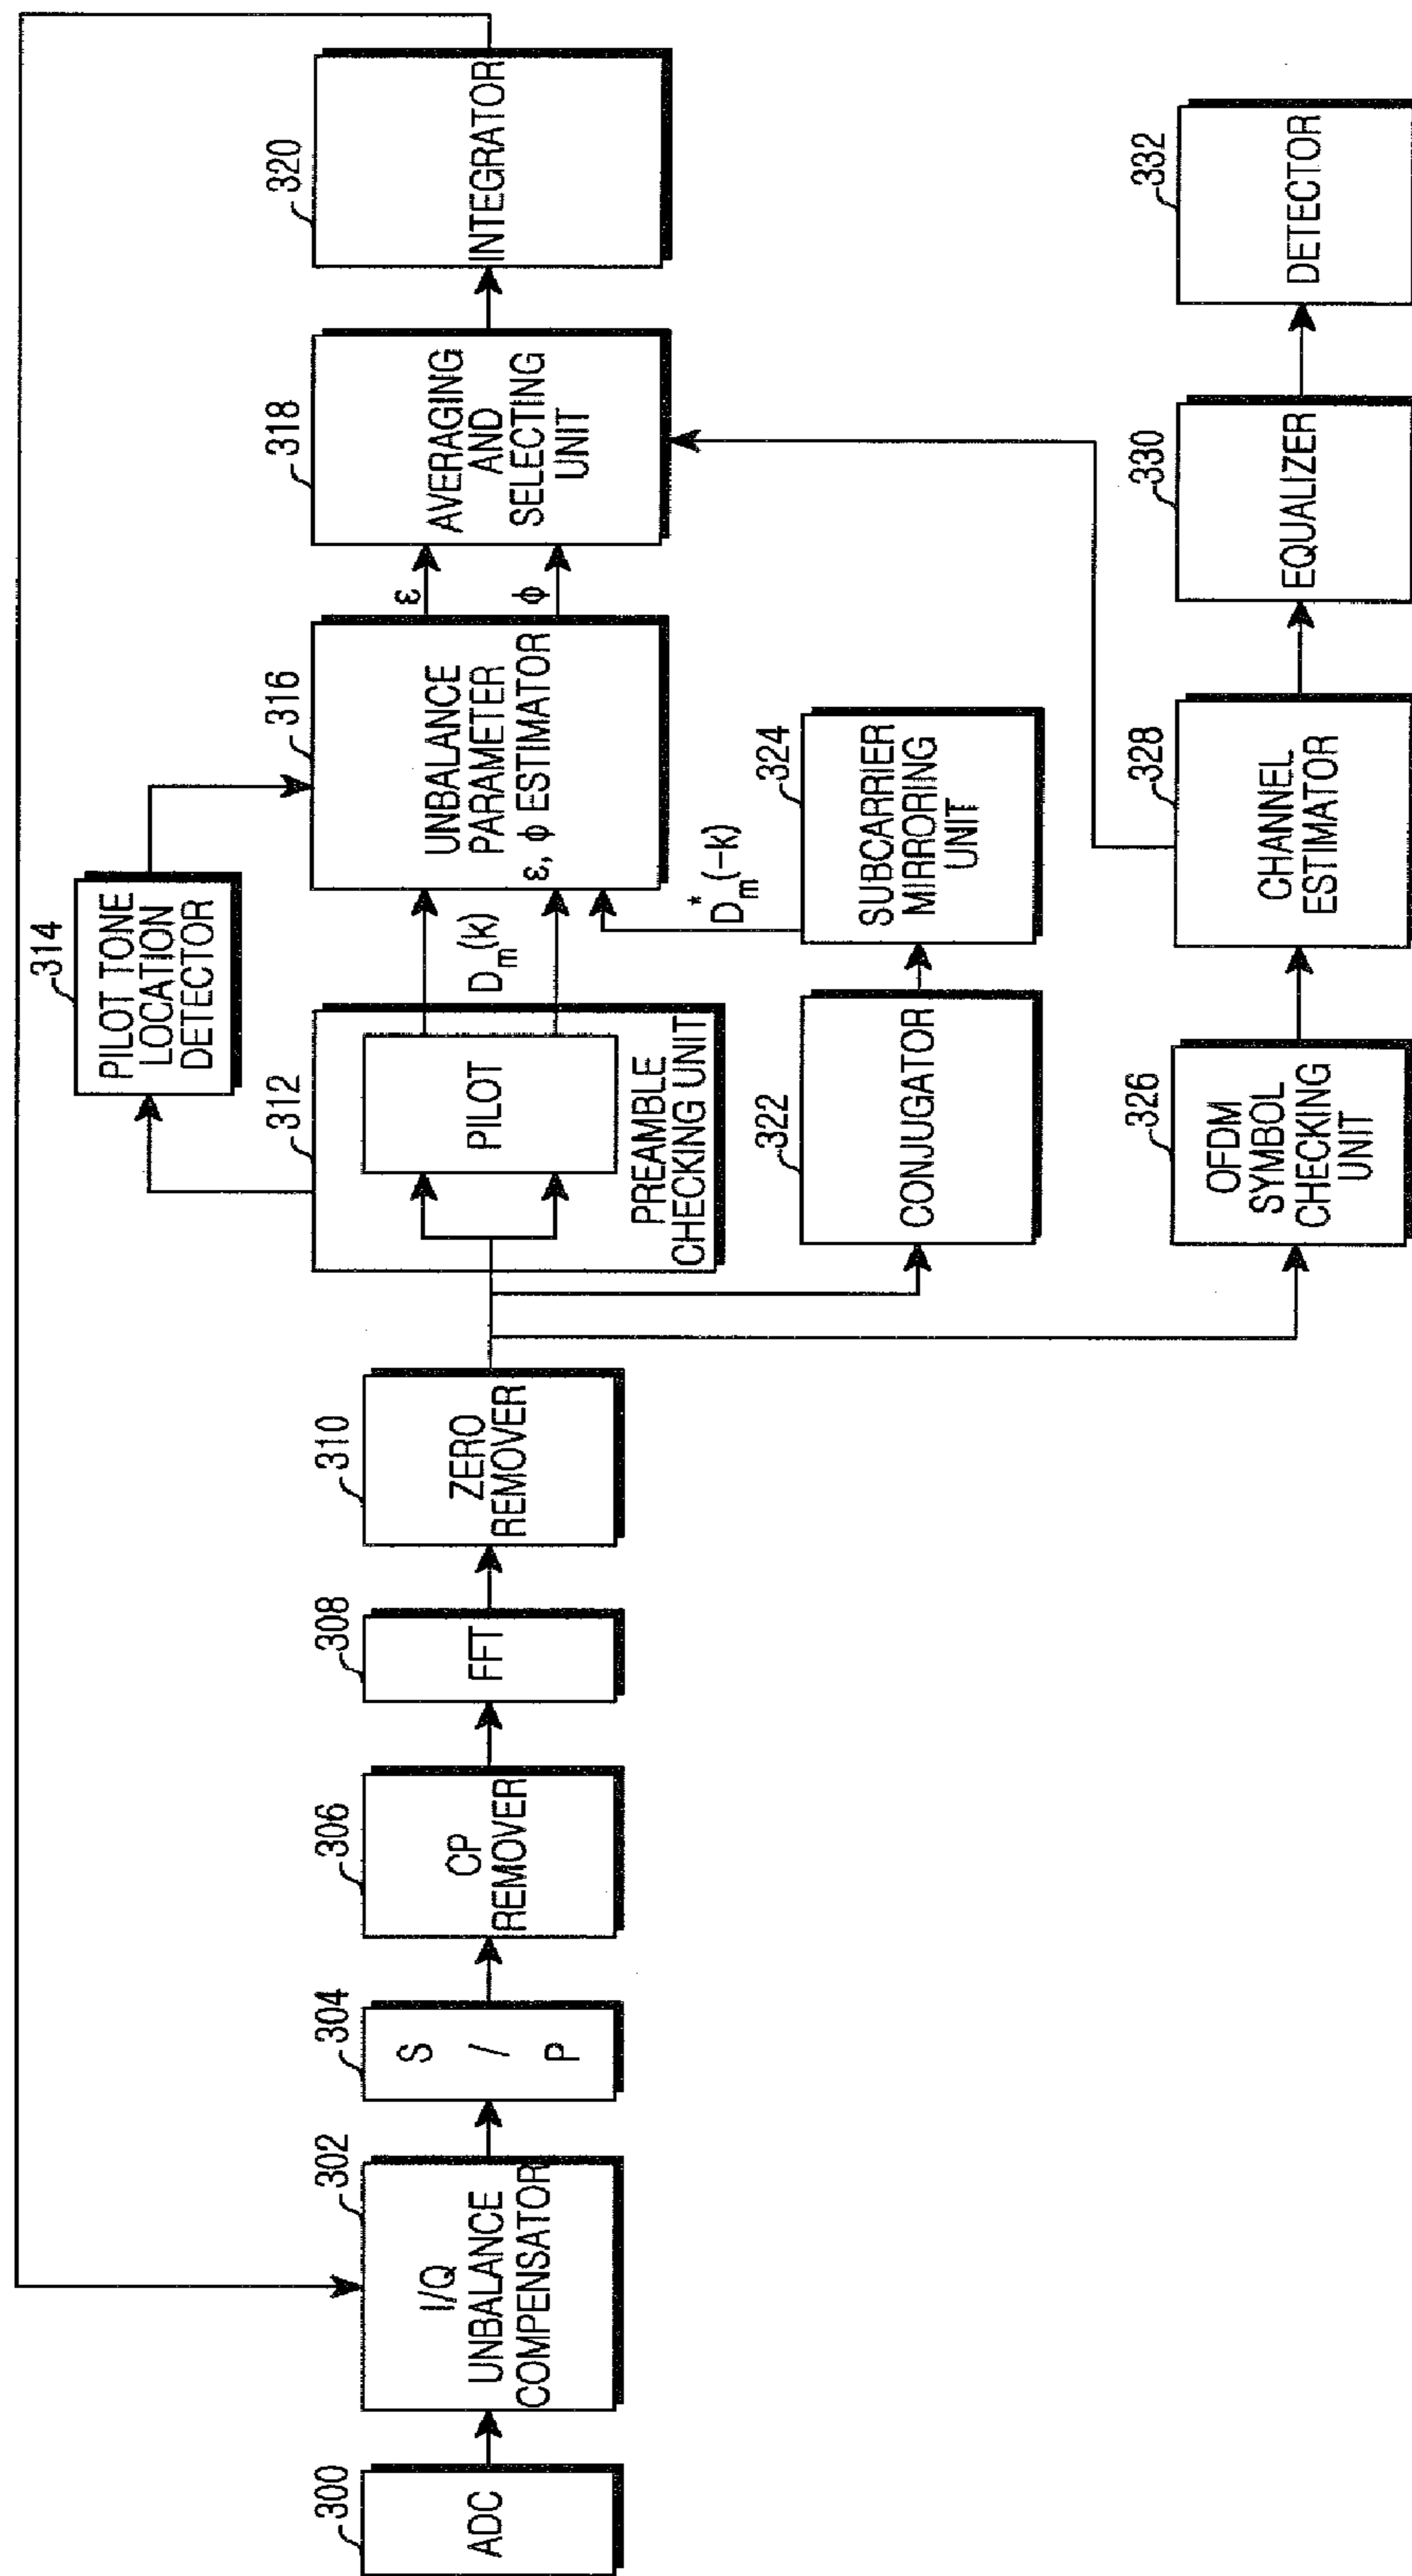 300
ADC
302
I/Q
UNBALANCE
COMPENSATOR
304
S
/
P
306
CP
REMOVER
308
FFT
310
ZERO
REMOVER
312
PILOT
PREAMBLE
CHECKING UNIT
314
PILOT TONE
LOCATION
DETECTOR
Dm(k)
316
UNBALANCE
PARAMETER
ε, ϕ ESTIMATOR
ε
ϕ
318
AVERAGING
AND
SELECTING
UNIT
320
INTEGRATOR
322
CONJUGATOR
324
SUBCARRIER
MIRRORING
UNIT
D*m(-k)
326
OFDM
SYMBOL
CHECKING
UNIT
328
CHANNEL
ESTIMATOR
330
EQUALIZER
332
DETECTOR